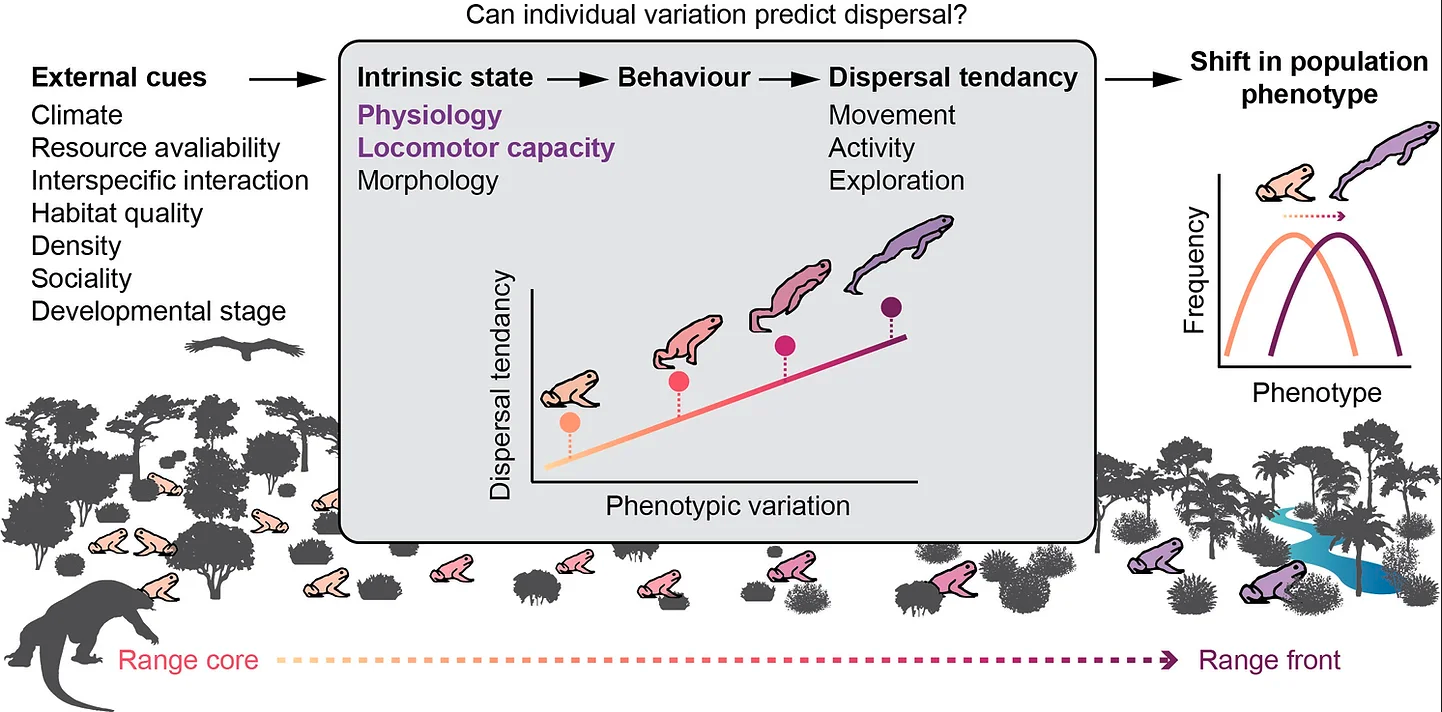 Can individual variation predict dispersal?
External cues
Climate
Resource avaliability
Interspecific interaction
Habitat quality
Density
Sociality
Developmental stage
Intrinsic state
Physiology
Locomotor capacity
Morphology
Behaviour
Dispersal tendancy
Movement
Activity
Exploration
Dispersal tendancy
Phenotypic variation
Shift in population
phenotype
Frequency
Phenotype
Range core
Range front